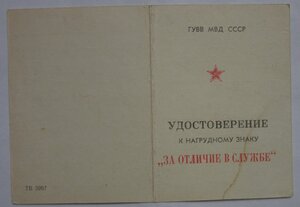 ГУВВ МВД СССР
УДОСТОВЕРЕНИЕ
К НАГРУДНОМУ ЗНАКУ
„ЗА ОТЛИЧИЕ В СЛУЖБЕ“